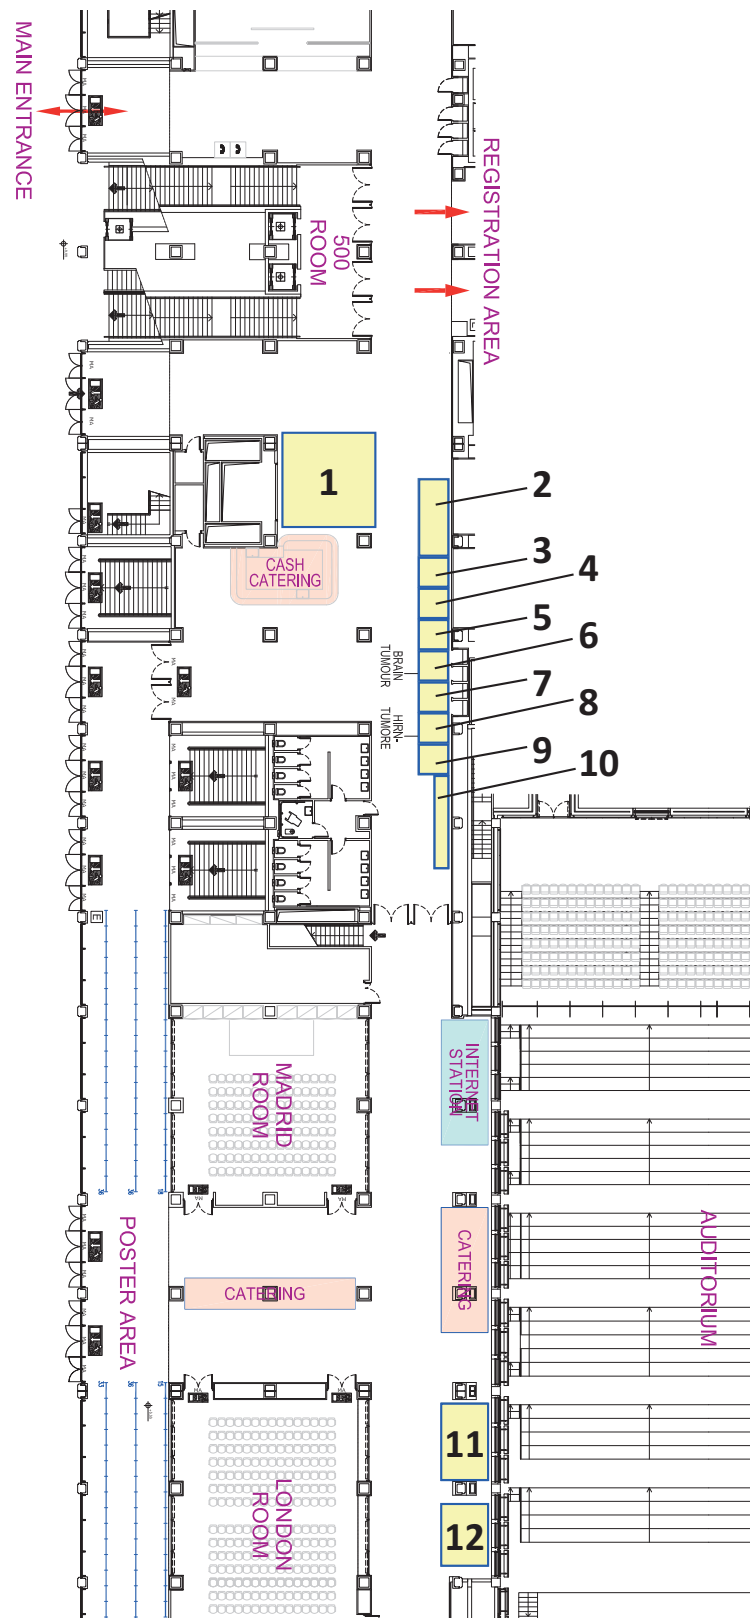 MAIN ENTRANCE
REGISTRATION AREA
500
ROOM
1
2
CASH
CATERING
3
4
5
BRAIN
TUMOUR
6
7
HIRN-
TUMORE
8
9
10
E
INTERNET
STATION
MADRID
ROOM
POSTER AREA
CATERING
CATERING
AUDITORIUM
11
LONDON
ROOM
12